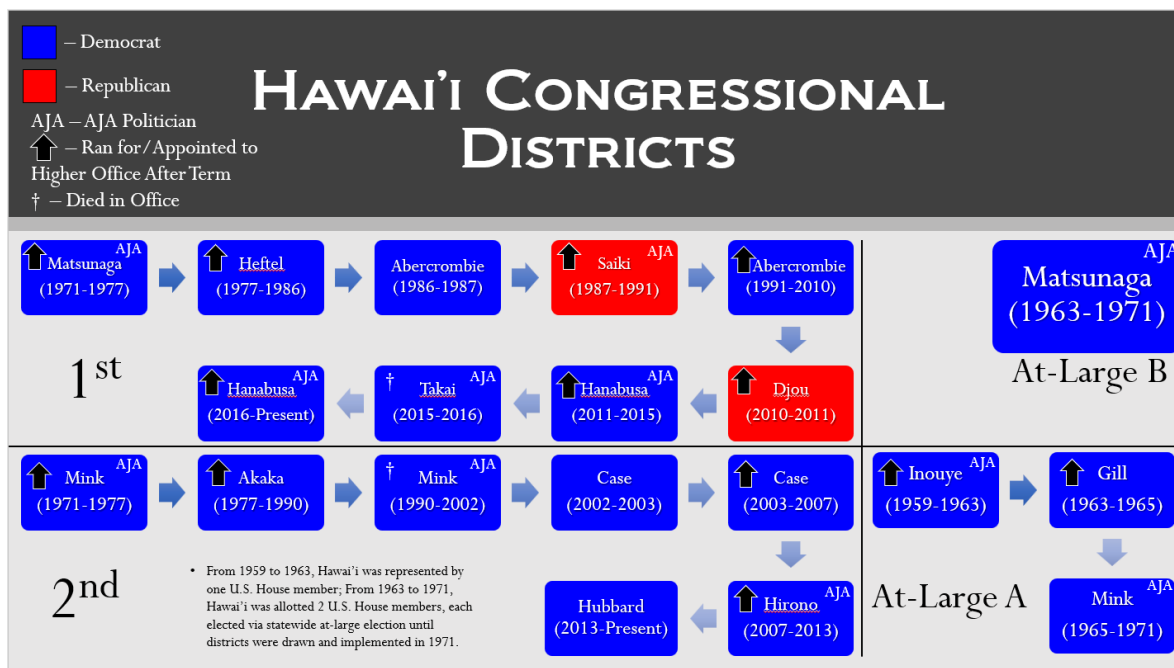 – Democrat
– Republican
AJA – AJA Politician
– Ran for/Appointed to
Higher Office After Term
† – Died in Office
HAWAI'I CONGRESSIONAL
DISTRICTS
AJA
Matsunaga
(1971-1977)
Heftel
(1977-1986)
Abercrombie
(1986-1987)
AJA
Saiki
(1987-1991)
Abercrombie
(1991-2010)
1st
AJA
Hanabusa
(2016-Present)
† AJA
Takai
(2015-2016)
AJA
Hanabusa
(2011-2015)
Djou
(2010-2011)
AJA
Matsunaga
(1963-1971)
At-Large B
AJA
Mink
(1971-1977)
AJA
Akaka
(1977-1990)
† AJA
Mink
(1990-2002)
Case
(2002-2003)
Case
(2003-2007)
2nd
• From 1959 to 1963, Hawai'i was represented by
one U.S. House member; From 1963 to 1971,
Hawai'i was allotted 2 U.S. House members, each
elected via statewide at-large election until
districts were drawn and implemented in 1971.
Hubbard
(2013-Present)
AJA
Hirono
(2007-2013)
AJA
Inouye
(1959-1963)
Gill
(1963-1965)
At-Large A
AJA
Mink
(1965-1971)